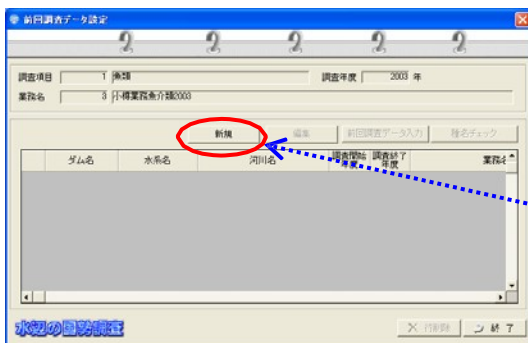 前回調査データ設定
調査項目 1 魚類 調査年度 2003 年
業務名 3 小樽業務魚介類2003
新規 編集 前回調査データ入力 種名チェック
ダム名 水系名 河川名 調査開始年度 調査終了年度 業務名
水辺の国勢調査
行削除 終 了